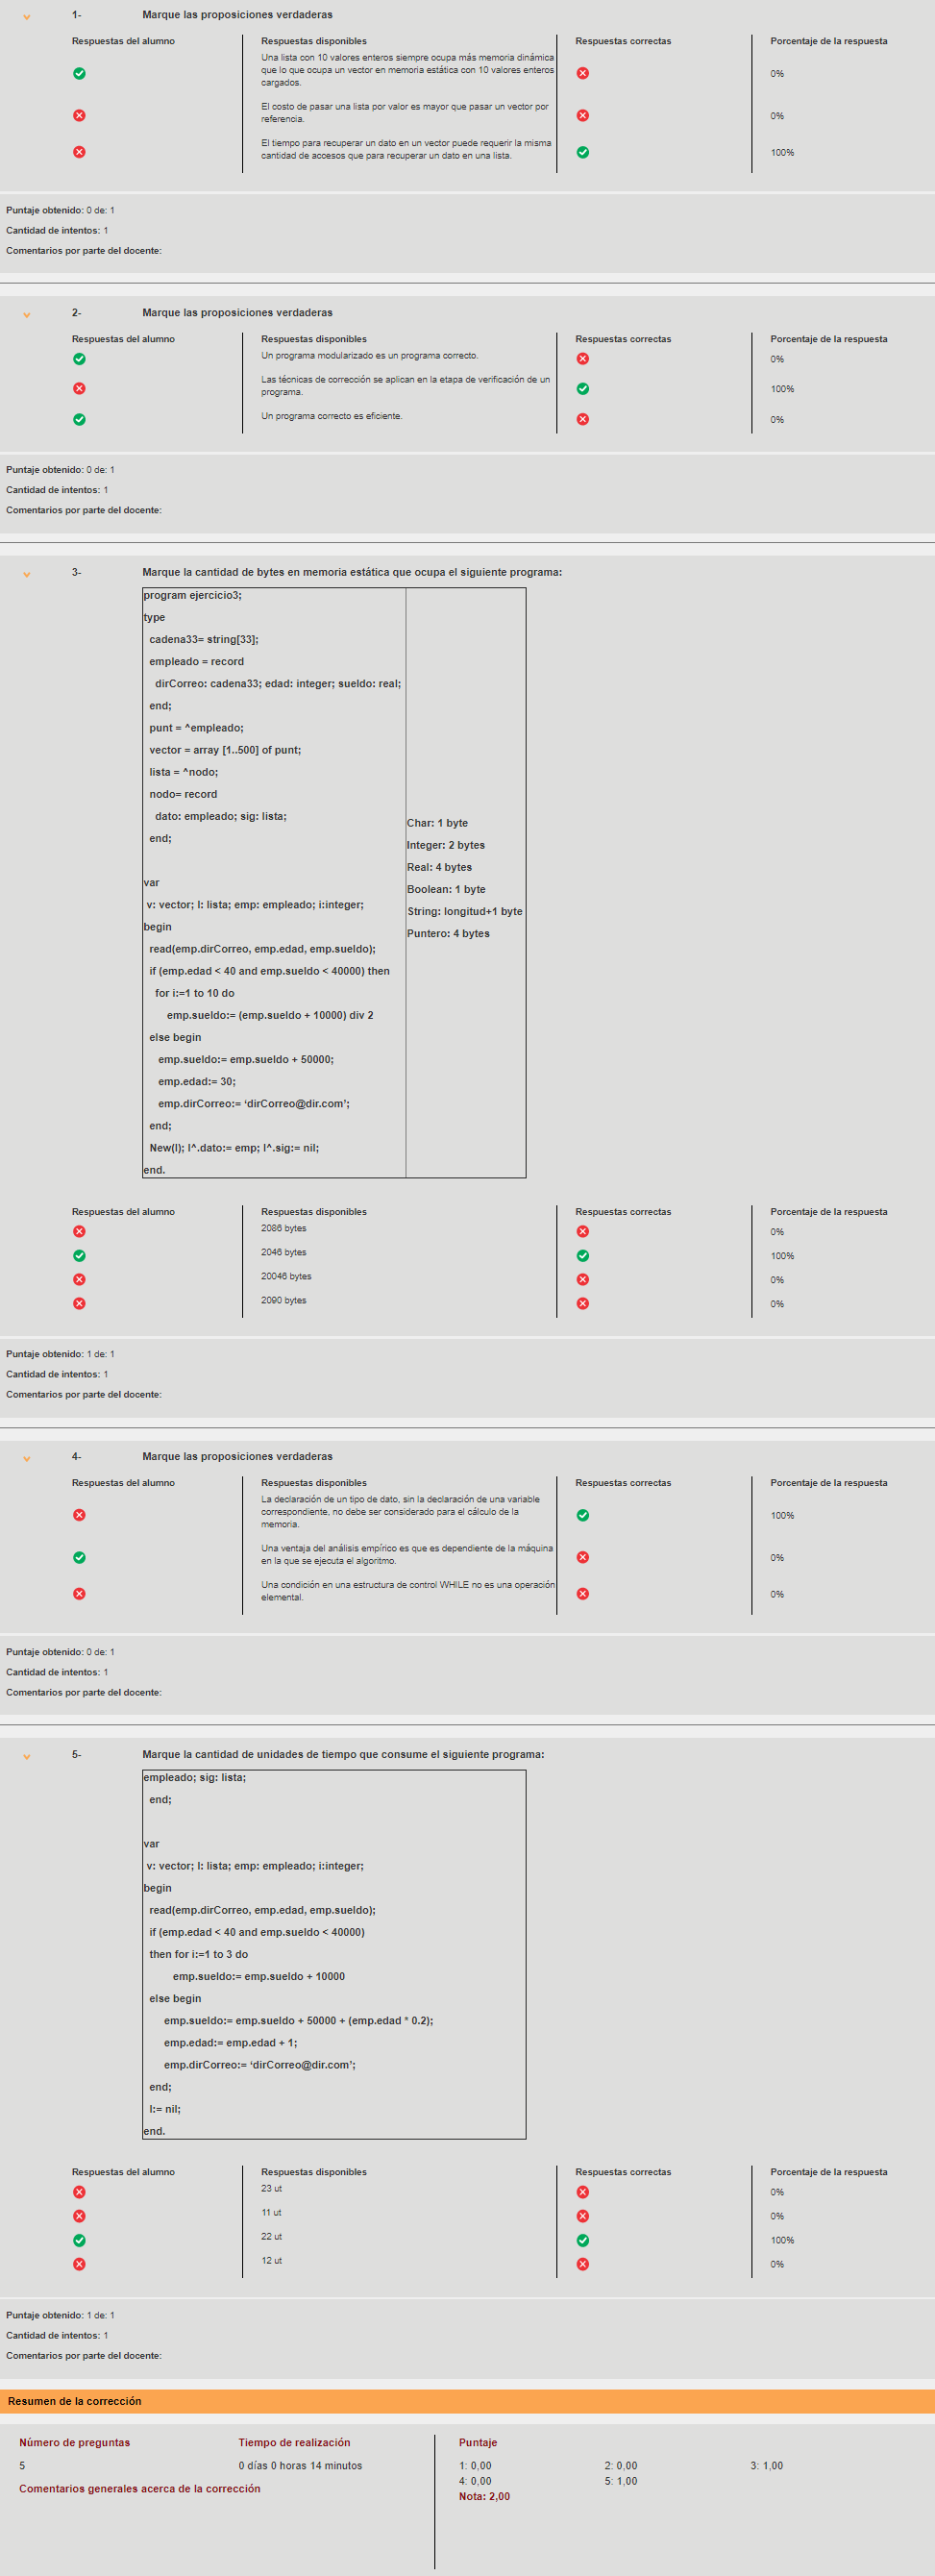 1- Marque las proposiciones verdaderas
Respuestas del alumno Respuestas disponibles Respuestas correctas Porcentaje de la respuesta
Una lista con 10 valores enteros siempre ocupa más memoria dinámica
que lo que ocupa un vector en memoria estática con 10 valores enteros
cargados.
0%
El costo de pasar una lista por valor es mayor que pasar un vector por
referencia.
0%
El tiempo para recuperar un dato en un vector puede requerir la misma
cantidad de accesos que para recuperar un dato en una lista.
100%
Puntaje obtenido: 0 de: 1
Cantidad de intentos: 1
Comentarios por parte del docente:
2- Marque las proposiciones verdaderas
Respuestas del alumno Respuestas disponibles Respuestas correctas Porcentaje de la respuesta
Un programa modularizado es un programa correcto.
0%
Las técnicas de corrección se aplican en la etapa de verificación de un
programa.
100%
Un programa correcto es eficiente.
0%
Puntaje obtenido: 0 de: 1
Cantidad de intentos: 1
Comentarios por parte del docente:
3- Marque la cantidad de bytes en memoria estática que ocupa el siguiente programa:
program ejercicio3;
type
cadena33= string[33];
empleado = record
dirCorreo: cadena33; edad: integer; sueldo: real;
end;
punt = ^empleado;
vector = array [1..500] of punt;
lista = ^nodo;
nodo= record
dato: empleado; sig: lista;
end;
var
v: vector; l: lista; emp: empleado; i:integer;
begin
read(emp.dirCorreo, emp.edad, emp.sueldo);
if (emp.edad < 40 and emp.sueldo < 40000) then
for i:=1 to 10 do
emp.sueldo:= (emp.sueldo + 10000) div 2
else begin
emp.sueldo:= emp.sueldo + 50000;
emp.edad:= 30;
emp.dirCorreo:= ‘dirCorreo@dir.com’;
end;
New(l); l^.dato:= emp; l^.sig:= nil;
end.
Char: 1 byte
Integer: 2 bytes
Real: 4 bytes
Boolean: 1 byte
String: longitud+1 byte
Puntero: 4 bytes
Respuestas del alumno Respuestas disponibles Respuestas correctas Porcentaje de la respuesta
2086 bytes 0%
2046 bytes 100%
20046 bytes 0%
2090 bytes 0%
Puntaje obtenido: 1 de: 1
Cantidad de intentos: 1
Comentarios por parte del docente:
4- Marque las proposiciones verdaderas
Respuestas del alumno Respuestas disponibles Respuestas correctas Porcentaje de la respuesta
La declaración de un tipo de dato, sin la declaración de una variable
correspondiente, no debe ser considerado para el cálculo de la
memoria.
100%
Una ventaja del análisis empírico es que es dependiente de la máquina
en la que se ejecuta el algoritmo.
0%
Una condición en una estructura de control WHILE no es una operación
elemental.
0%
Puntaje obtenido: 0 de: 1
Cantidad de intentos: 1
Comentarios por parte del docente:
5- Marque la cantidad de unidades de tiempo que consume el siguiente programa:
empleado; sig: lista;
end;
var
v: vector; l: lista; emp: empleado; i:integer;
begin
read(emp.dirCorreo, emp.edad, emp.sueldo);
if (emp.edad < 40 and emp.sueldo < 40000)
then for i:=1 to 3 do
emp.sueldo:= emp.sueldo + 10000
else begin
emp.sueldo:= emp.sueldo + 50000 + (emp.edad * 0.2);
emp.edad:= emp.edad + 1;
emp.dirCorreo:= ‘dirCorreo@dir.com’;
end;
l:= nil;
end.
Respuestas del alumno Respuestas disponibles Respuestas correctas Porcentaje de la respuesta
23 ut 0%
11 ut 0%
22 ut 100%
12 ut 0%
Puntaje obtenido: 1 de: 1
Cantidad de intentos: 1
Comentarios por parte del docente:
Resumen de la corrección
Número de preguntas Tiempo de realización Puntaje
5 0 días 0 horas 14 minutos 1: 0,00 2: 0,00 3: 1,00
4: 0,00 5: 1,00
Comentarios generales acerca de la corrección
Nota: 2,00